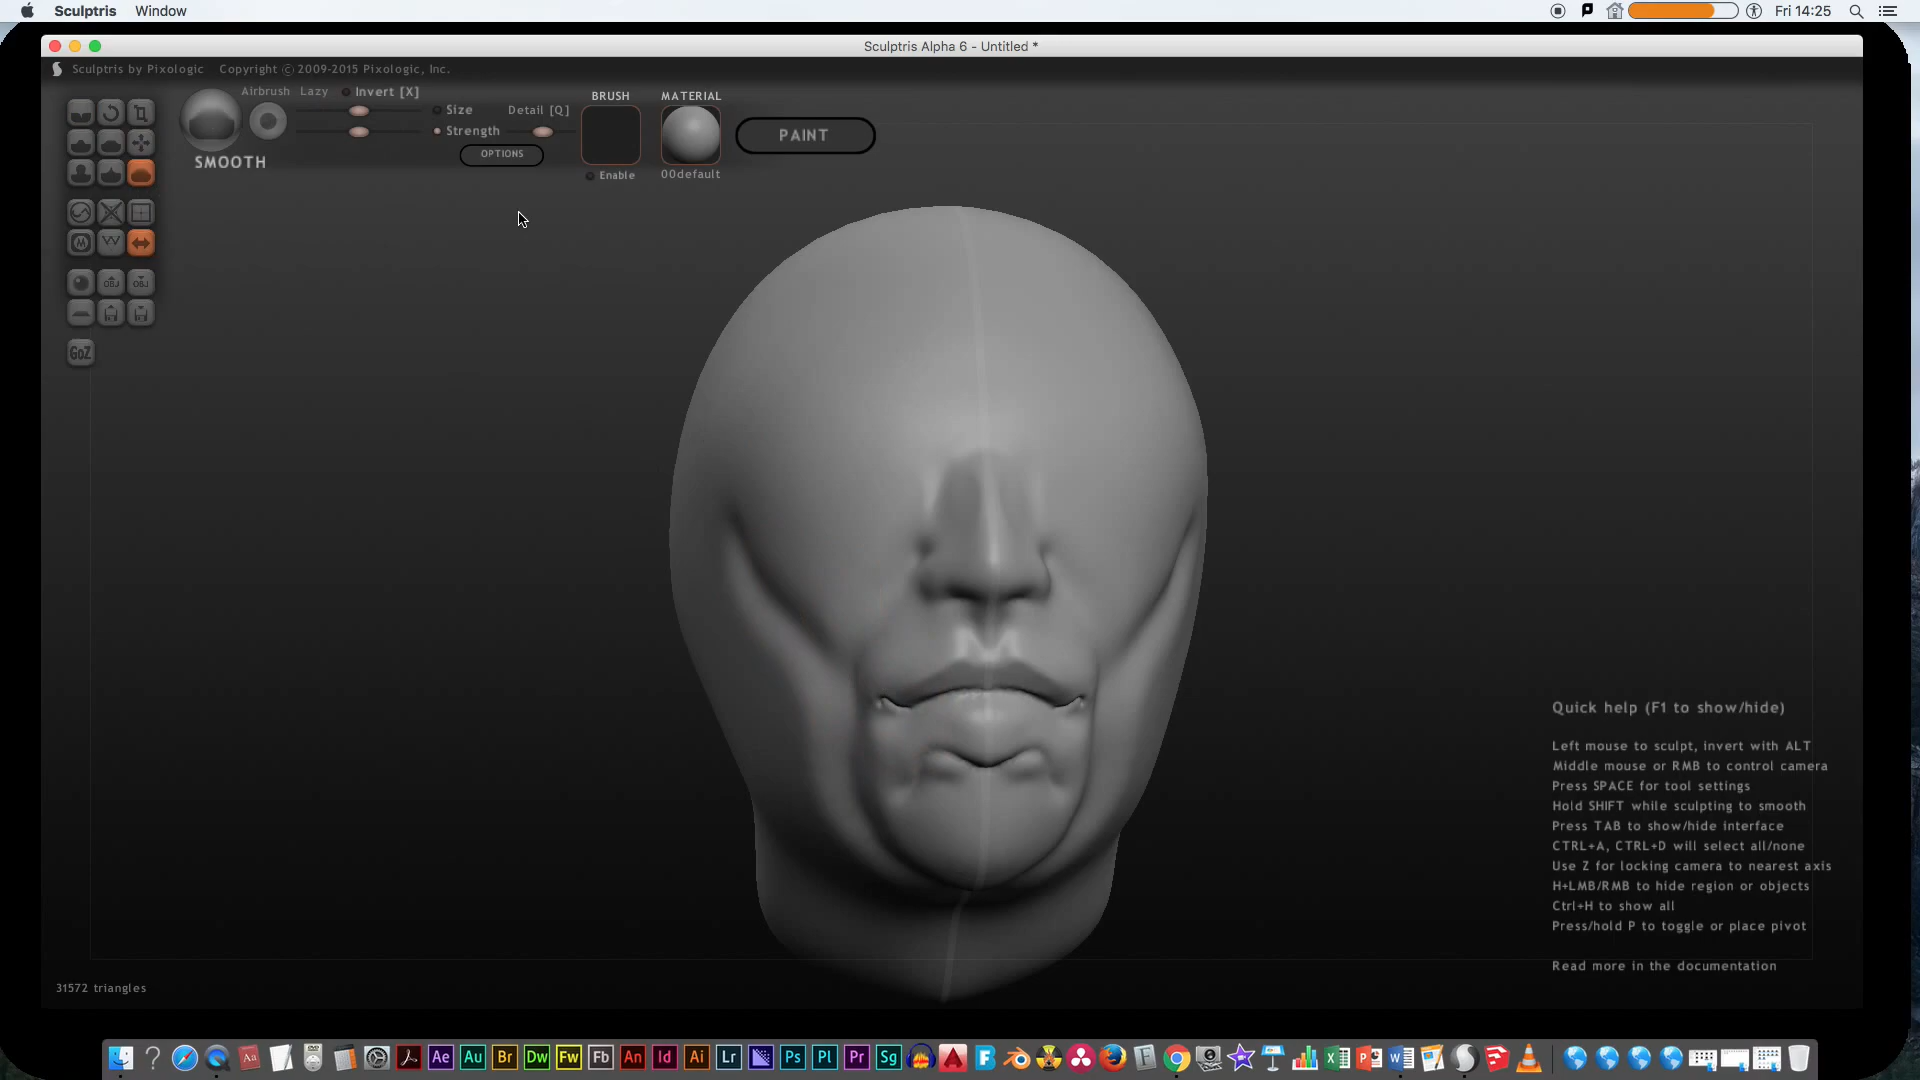 Sculptris Window
Fri 14:25
Sculptris Alpha 6 - Untitled *
Sculptris by Pixologic Copyright © 2009-2015 Pixologic, Inc.
Airbrush Lazy Invert [X]
Size Detail [Q]
Strength
OPTIONS
SMOOTH
BRUSH
Enable
MATERIAL
00default
PAINT
M
OBJ OBJ
GoZ
Quick help (F1 to show/hide)
Left mouse to sculpt, invert with ALT
Middle mouse or RMB to control camera
Press SPACE for tool settings
Hold SHIFT while sculpting to smooth
Press TAB to show/hide interface
CTRL+A, CTRL+D will select all/none
Use Z for locking camera to nearest axis
H+LMB/RMB to hide region or objects
Ctrl+H to show all
Press/hold P to toggle or place pivot
Read more in the documentation
31572 triangles
? Aa Ae Au Br Dw Fw Fb An Id Ai Lr Ps Pl Pr Sg